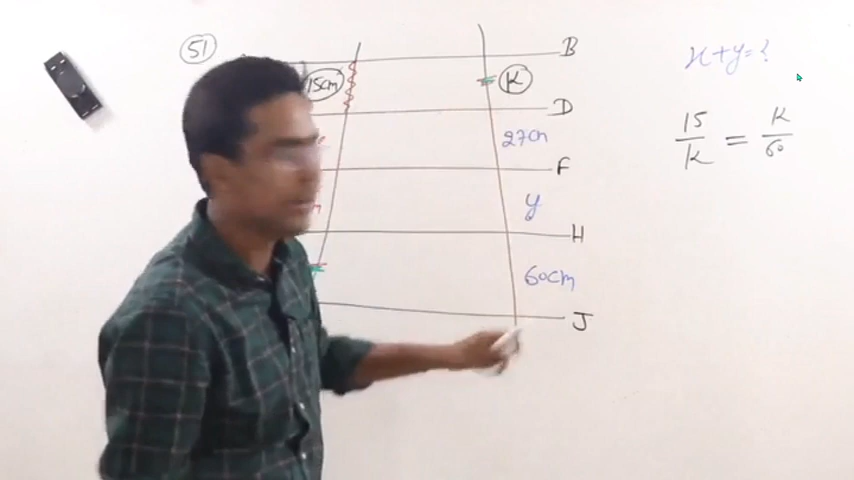 51
B
x+y=?
15cm
K
D
27cm
15/K = K/60
F
y
H
60cm
J